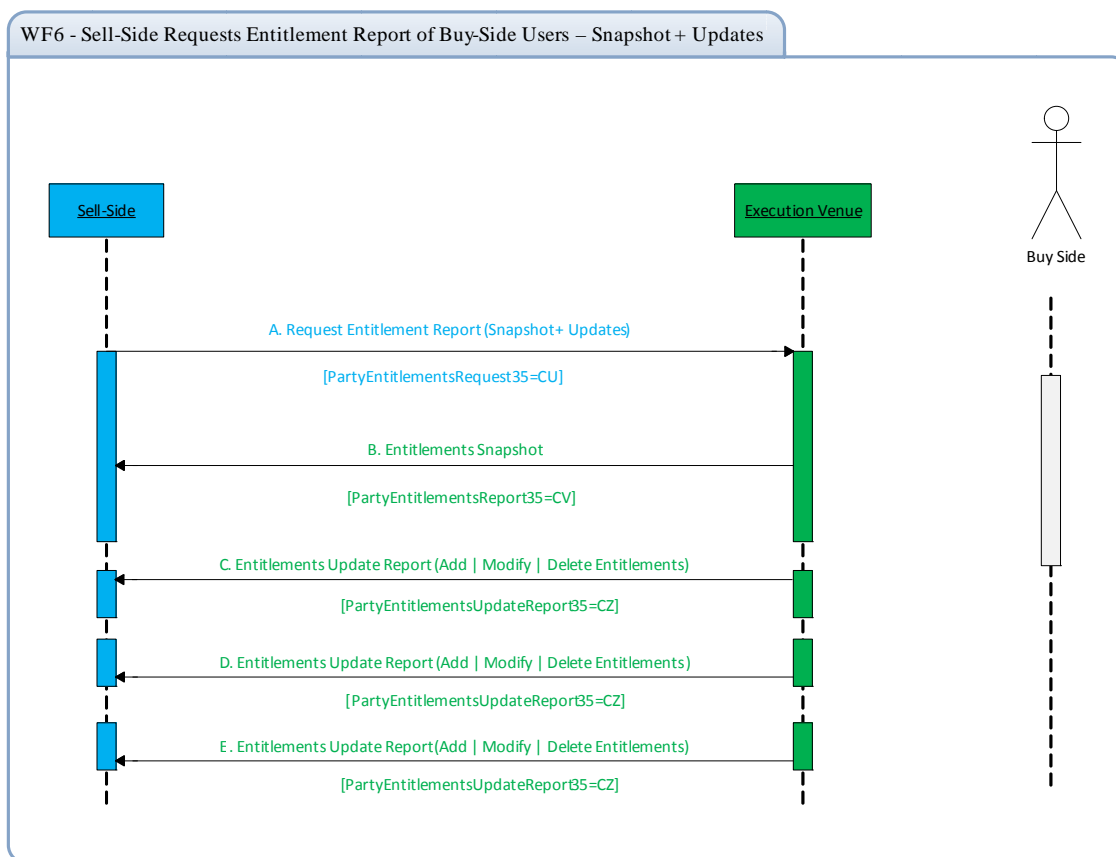 WF6 - Sell-Side Requests Entitlement Report of Buy-Side Users – Snapshot + Updates
Sell-Side
Execution Venue
Buy Side
A. Request Entitlement Report (Snapshot+ Updates)
[PartyEntitlementsRequest35=CU]
B. Entitlements Snapshot
[PartyEntitlementsReport35=CV]
C. Entitlements Update Report (Add | Modify | Delete Entitlements)
[PartyEntitlementsUpdateReport35=CZ]
D. Entitlements Update Report (Add | Modify | Delete Entitlements)
[PartyEntitlementsUpdateReport35=CZ]
E. Entitlements Update Report (Add | Modify | Delete Entitlements)
[PartyEntitlementsUpdateReport35=CZ]